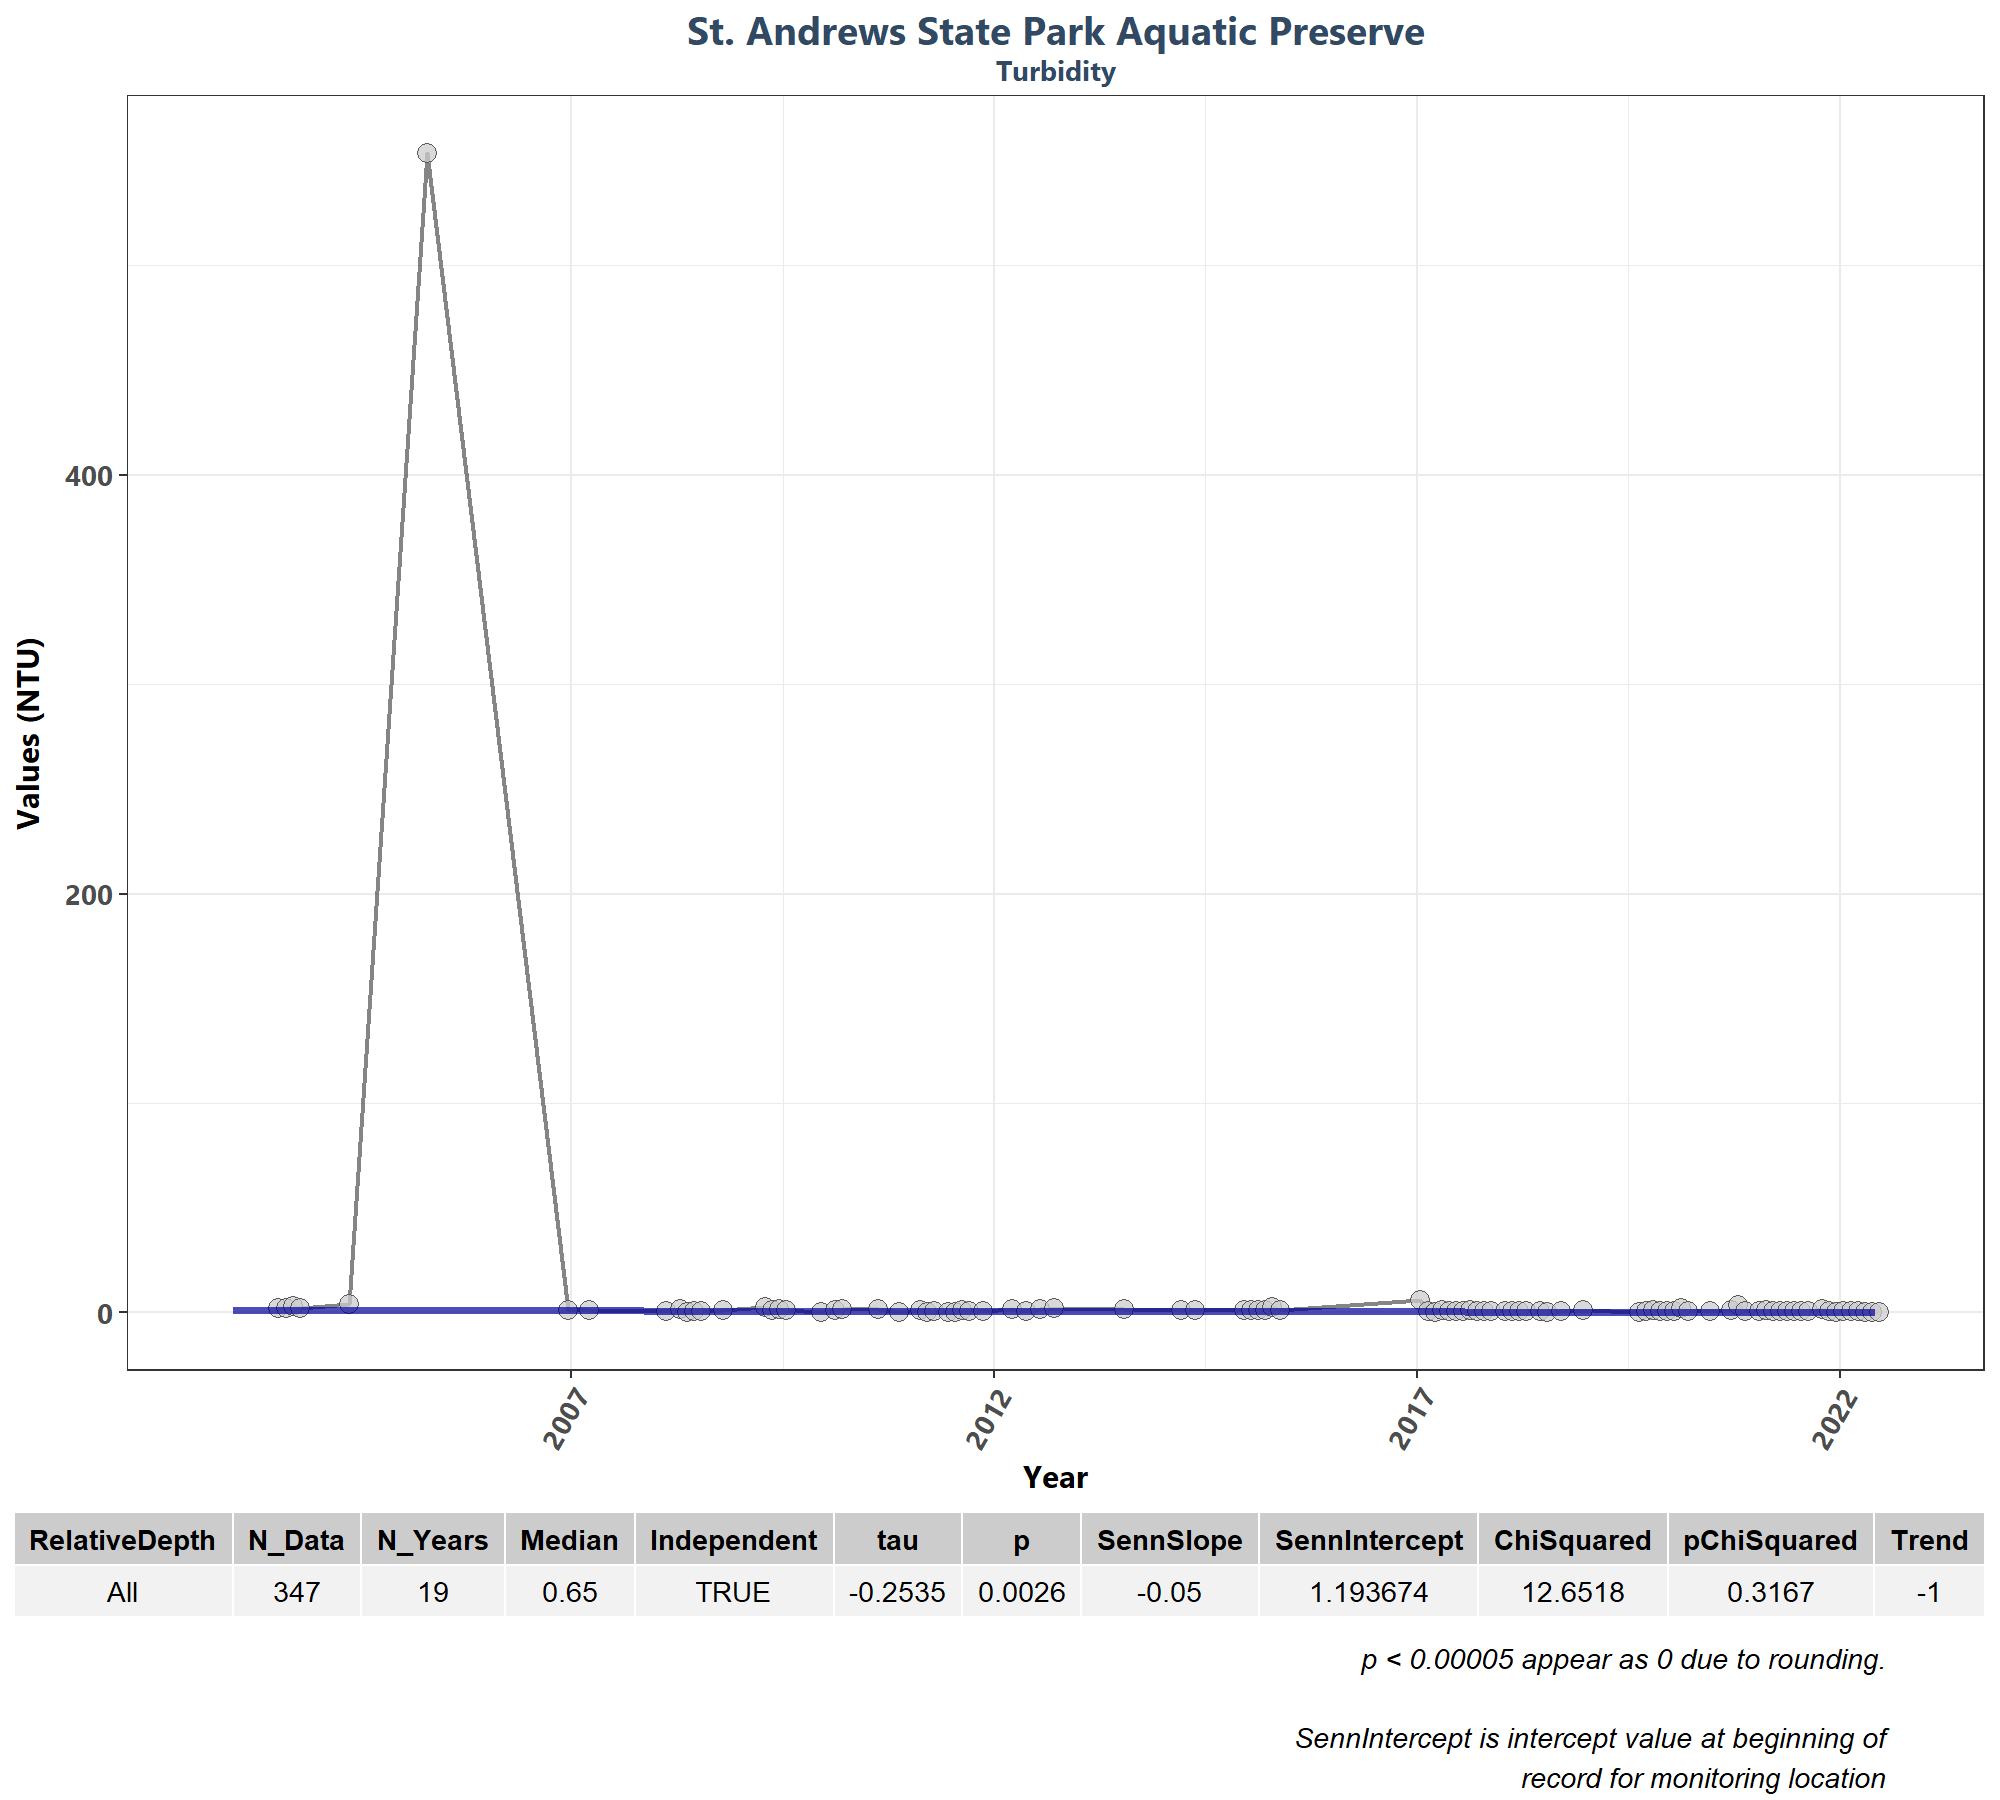 St. Andrews State Park Aquatic Preserve
Turbidity
Values (NTU)
400
200
0
2007
2012
2017
2022
Year
RelativeDepth N_Data N_Years Median Independent tau p SennSlope SennIntercept ChiSquared pChiSquared Trend
All 347 19 0.65 TRUE -0.2535 0.0026 -0.05 1.193674 12.6518 0.3167 -1
p < 0.00005 appear as 0 due to rounding.
SennIntercept is intercept value at beginning of
record for monitoring location